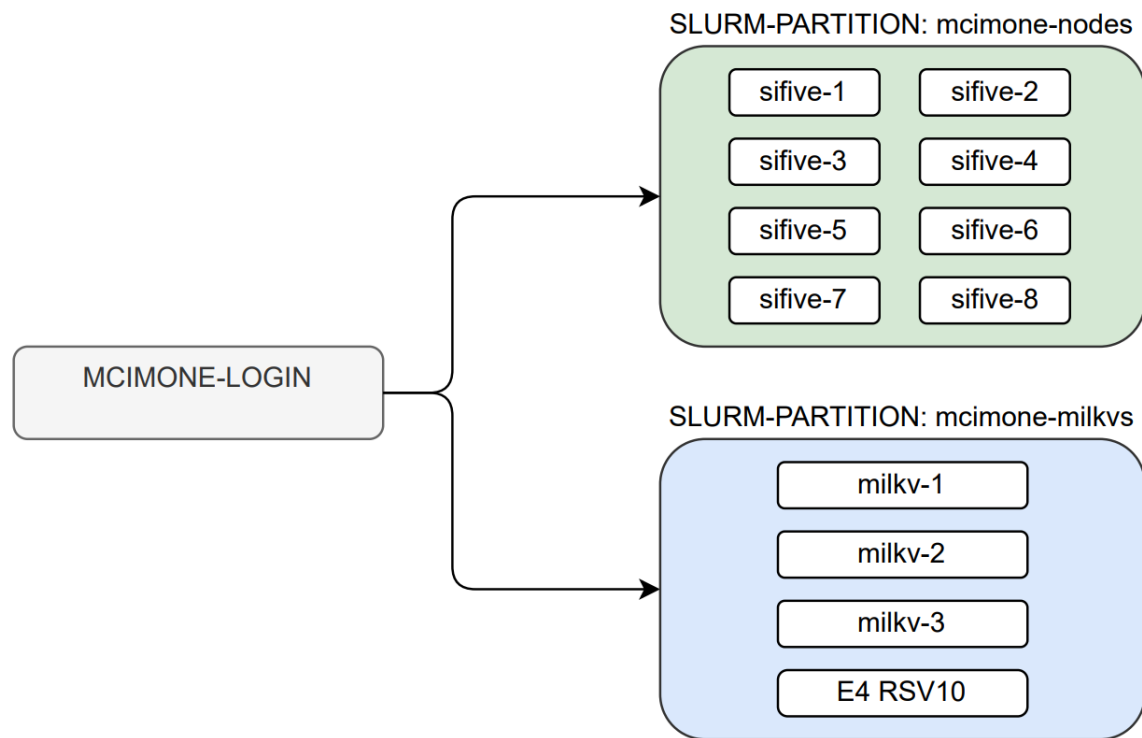 SLURM-PARTITION: mcimone-nodes
sifive-1
sifive-2
sifive-3
sifive-4
sifive-5
sifive-6
sifive-7
sifive-8
MCIMONE-LOGIN
SLURM-PARTITION: mcimone-milkvs
milkv-1
milkv-2
milkv-3
E4 RSV10